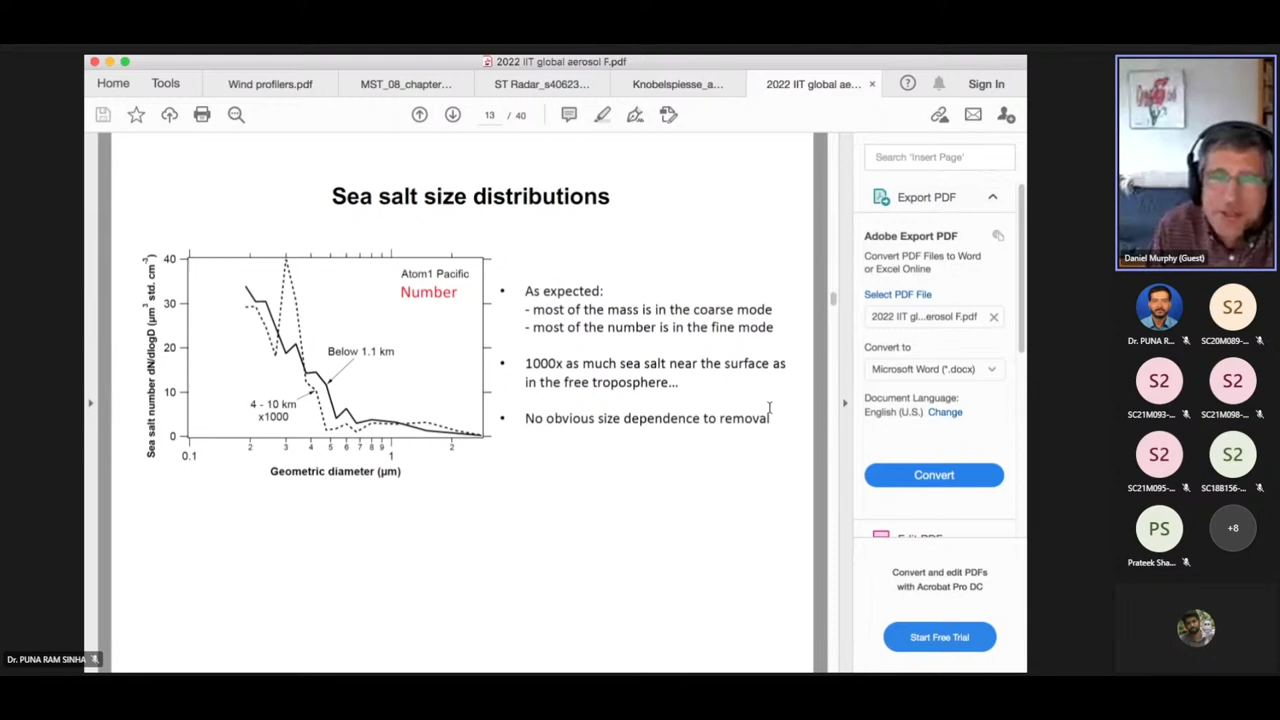 2022 IIT global aerosol F.pdf
Home
Tools
Wind profilers.pdf
MST_08_chapter...
ST Radar_s40623...
Knobelspiesse_a...
2022 IIT global ae...
Sign In
13 / 40
Sea salt size distributions
Sea salt number dN/dlogD (µm³ std. cm⁻³)
40
30
20
10
0
Atom1 Pacific
Number
Below 1.1 km
4 - 10 km
x1000
0.1
2
3
4
5
6
7
8
9
1
2
Geometric diameter (µm)
• As expected:
- most of the mass is in the coarse mode
- most of the number is in the fine mode
• 1000x as much sea salt near the surface as
in the free troposphere...
• No obvious size dependence to removal
Search 'Insert Page'
Export PDF
Adobe Export PDF
Convert PDF Files to Word
or Excel Online
Select PDF File
2022 IIT gl...erosol F.pdf
Convert to
Microsoft Word (*.docx)
Document Language:
English (U.S.) Change
Convert
Convert and edit PDFs
with Acrobat Pro DC
Start Free Trial
Daniel Murphy (Guest)
Dr. PUNA R...
S2
SC20M089-...
S2
SC21M093-...
S2
SC21M098-...
S2
SC21M095-...
S2
SC18B156-...
PS
Prateek Sha...
+8
Dr. PUNA RAM SINHA